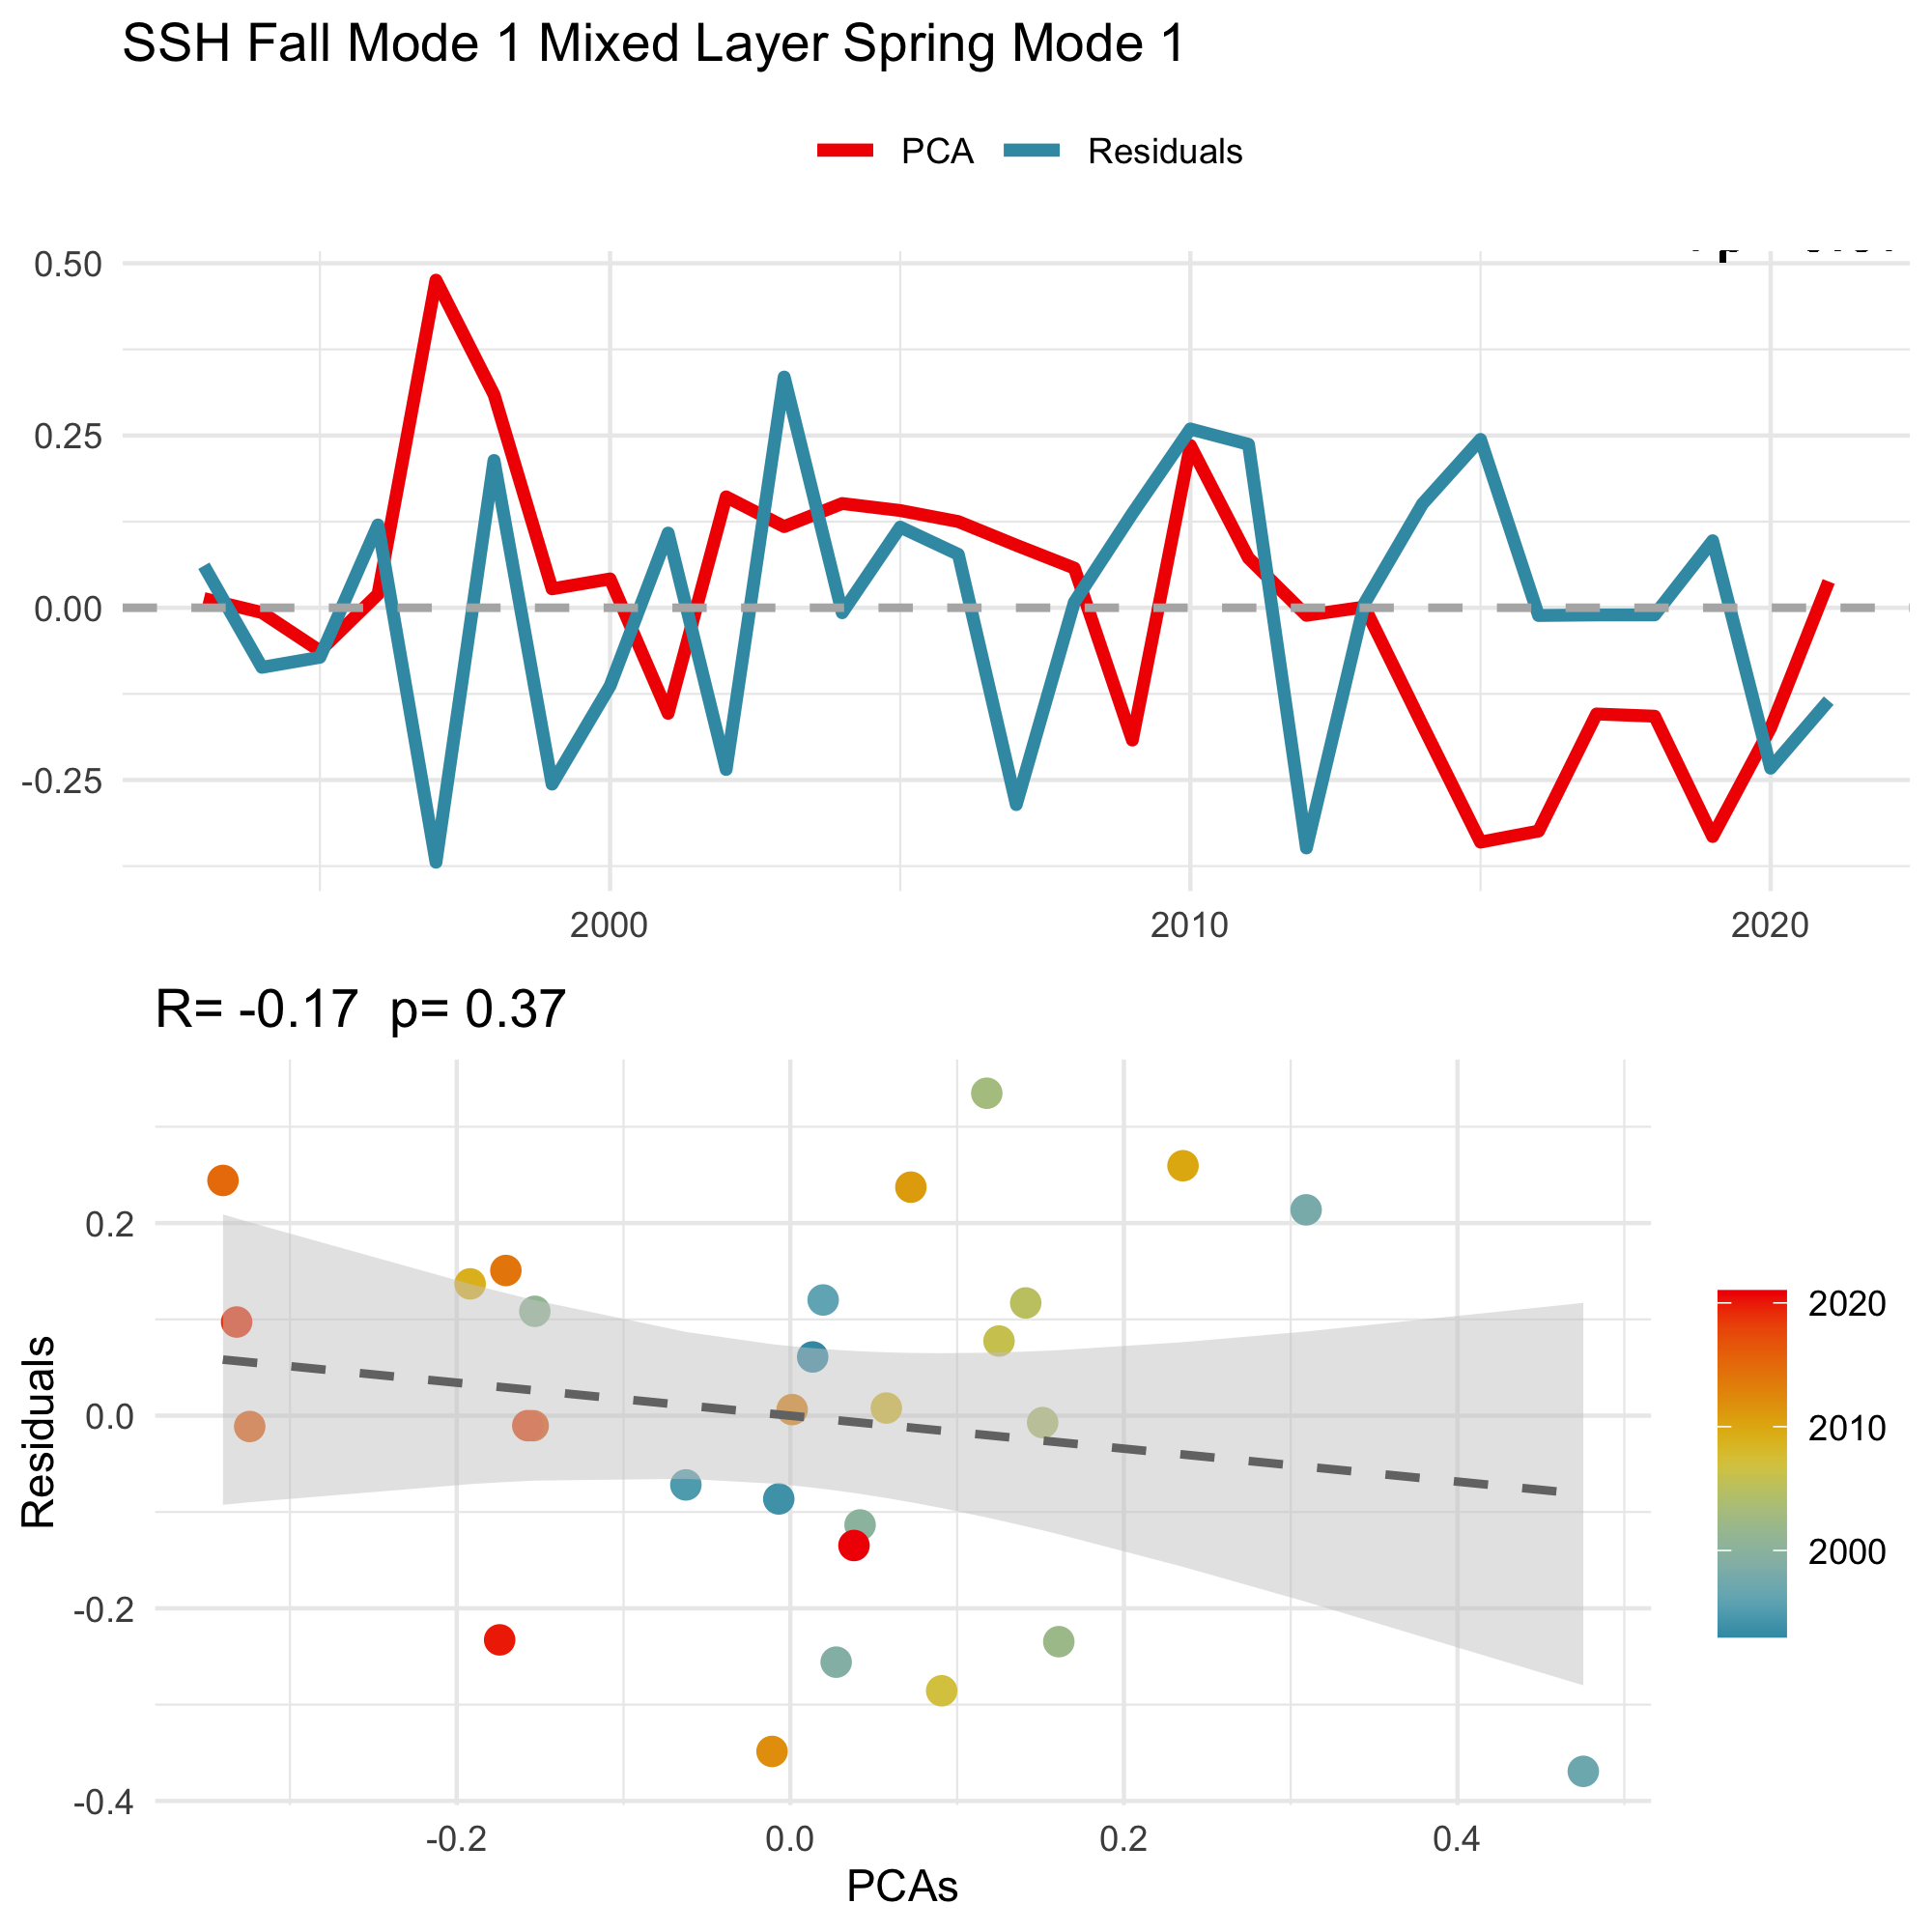 SSH Fall Mode 1 Mixed Layer Spring Mode 1
PCA Residuals
0.50
0.25
0.00
-0.25
2000 2010 2020
R= -0.17 p= 0.37
Residuals
0.2
0.0
-0.2
-0.4
-0.2 0.0 0.2 0.4
PCAs
2020
2010
2000